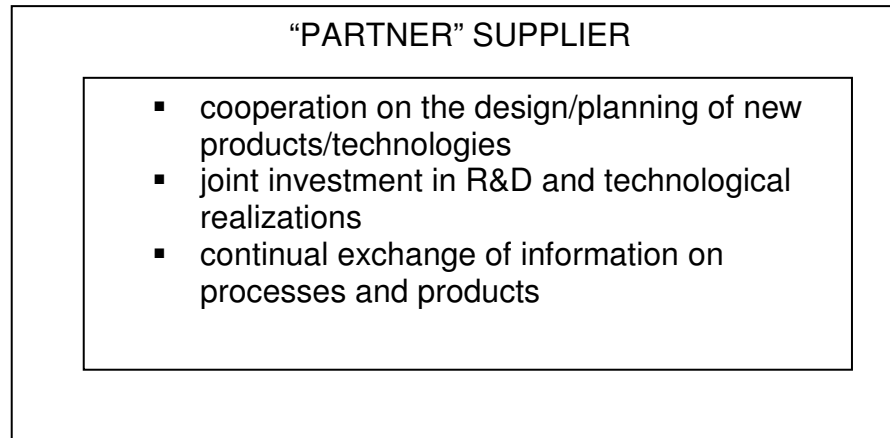 “PARTNER” SUPPLIER
▪ cooperation on the design/planning of new
products/technologies
▪ joint investment in R&D and technological
realizations
▪ continual exchange of information on
processes and products